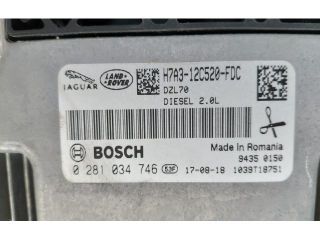 JAGUAR LAND ROVER H7A3-12C520-FDC
DZL70
DIESEL 2.0L
BOSCH Made in Romania
9435 0150
0 281 034 746 53F 17-08-18 1039T18751